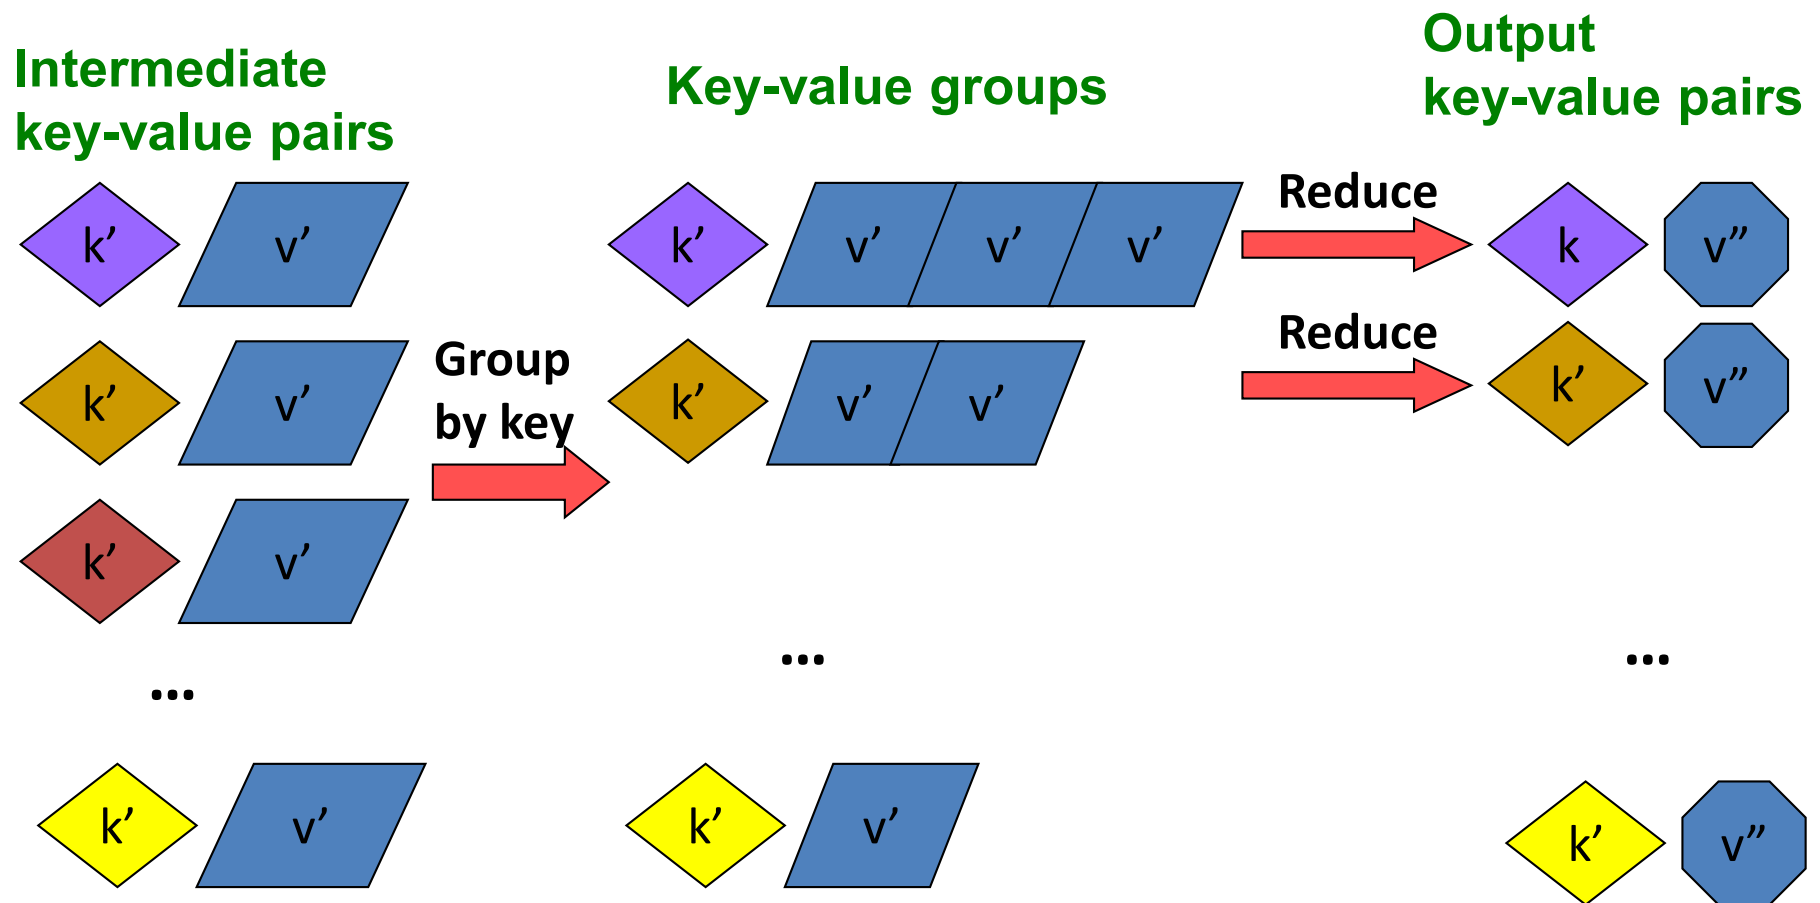 Intermediate
key-value pairs
Key-value groups
Output
key-value pairs
k’ v’
k’ v’ v’ v’
Reduce
k v”
k’ v’
Group
by key
k’ v’ v’
Reduce
k’ v”
k’ v’
...
...
...
k’ v’
k’ v’
k’ v”